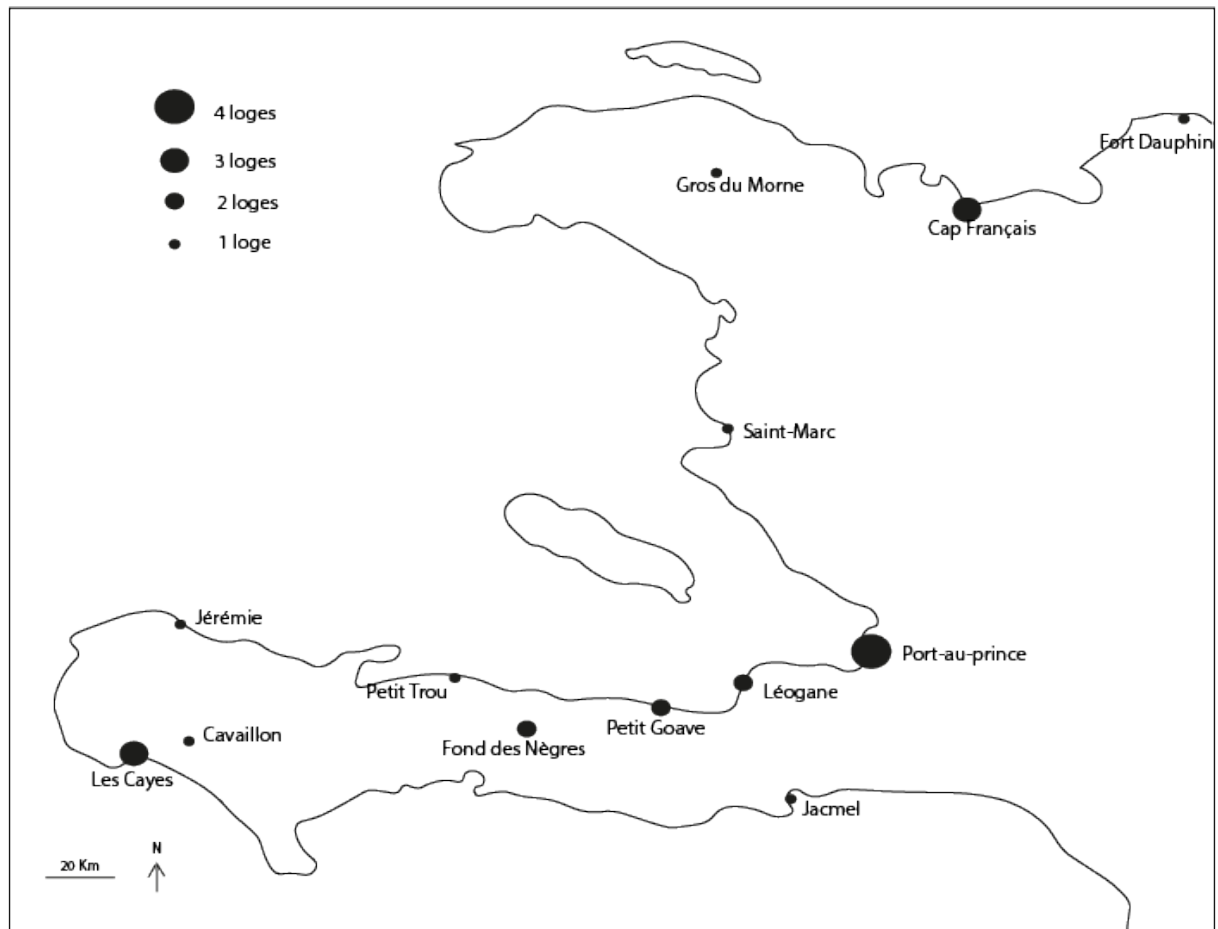 4 loges
3 loges
2 loges
1 loge
Fort Dauphin
Gros du Morne
Cap Français
Saint-Marc
Jérémie
Port-au-prince
Petit Trou
Léogane
Petit Goave
Cavaillon
Fond des Nègres
Les Cayes
Jacmel
20 Km
N